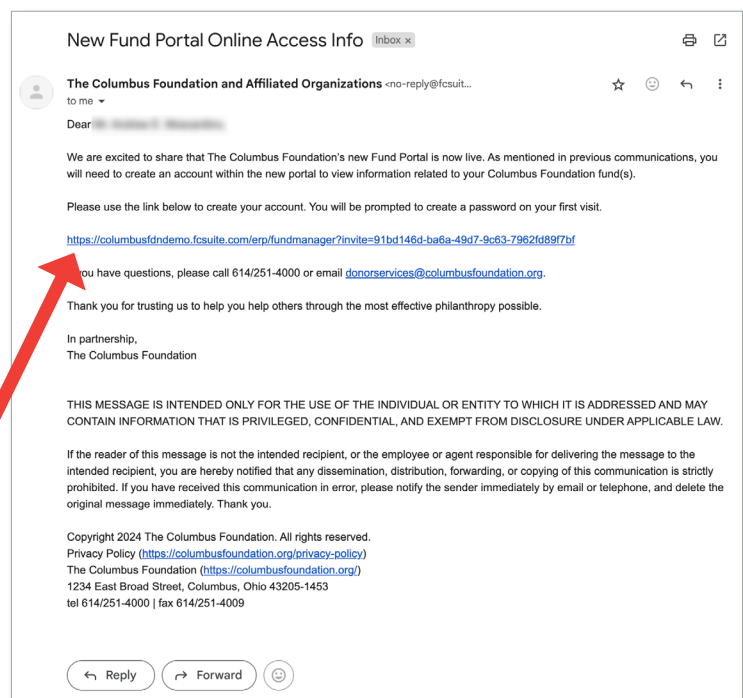 New Fund Portal Online Access Info Inbox x
The Columbus Foundation and Affiliated Organizations <no-reply@fcsuit...
to me
Dear
We are excited to share that The Columbus Foundation's new Fund Portal is now live. As mentioned in previous communications, you
will need to create an account within the new portal to view information related to your Columbus Foundation fund(s).
Please use the link below to create your account. You will be prompted to create a password on your first visit.
https://columbusfdndemo.fcsuite.com/erp/fundmanager?invite=91bd146d-ba6a-49d7-9c63-7962fd89f7bf
you have questions, please call 614/251-4000 or email donorservices@columbusfoundation.org.
Thank you for trusting us to help you help others through the most effective philanthropy possible.
In partnership,
The Columbus Foundation
THIS MESSAGE IS INTENDED ONLY FOR THE USE OF THE INDIVIDUAL OR ENTITY TO WHICH IT IS ADDRESSED AND MAY
CONTAIN INFORMATION THAT IS PRIVILEGED, CONFIDENTIAL, AND EXEMPT FROM DISCLOSURE UNDER APPLICABLE LAW.
If the reader of this message is not the intended recipient, or the employee or agent responsible for delivering the message to the
intended recipient, you are hereby notified that any dissemination, distribution, forwarding, or copying of this communication is strictly
prohibited. If you have received this communication in error, please notify the sender immediately by email or telephone, and delete the
original message immediately. Thank you.
Copyright 2024 The Columbus Foundation. All rights reserved.
Privacy Policy (https://columbusfoundation.org/privacy-policy)
The Columbus Foundation (https://columbusfoundation.org/)
1234 East Broad Street, Columbus, Ohio 43205-1453
tel 614/251-4000 | fax 614/251-4009
Reply Forward